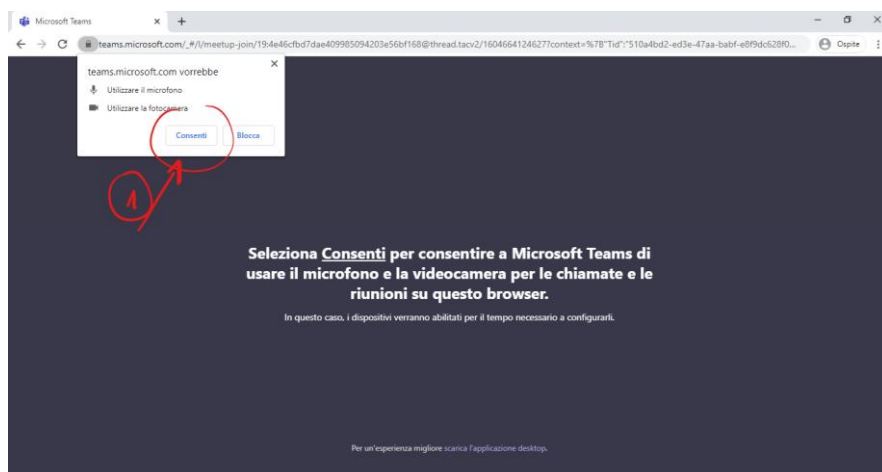 Microsoft Teams
teams.microsoft.com/_#/l/meetup-join/19:4e46cfbd7dae409985094203e56bf168@thread.tacv2/1604664124627?context=%7B"Tid":"510a4bd2-ed3e-47aa-babf-e8f9dc628f0...
Ospite
teams.microsoft.com vorrebbe
Utilizzare il microfono
Utilizzare la fotocamera
Consenti Blocca
1
Seleziona Consenti per consentire a Microsoft Teams di
usare il microfono e la videocamera per le chiamate e le
riunioni su questo browser.
In questo caso, i dispositivi verranno abilitati per il tempo necessario a configurarli.
Per un'esperienza migliore scarica l'applicazione desktop.